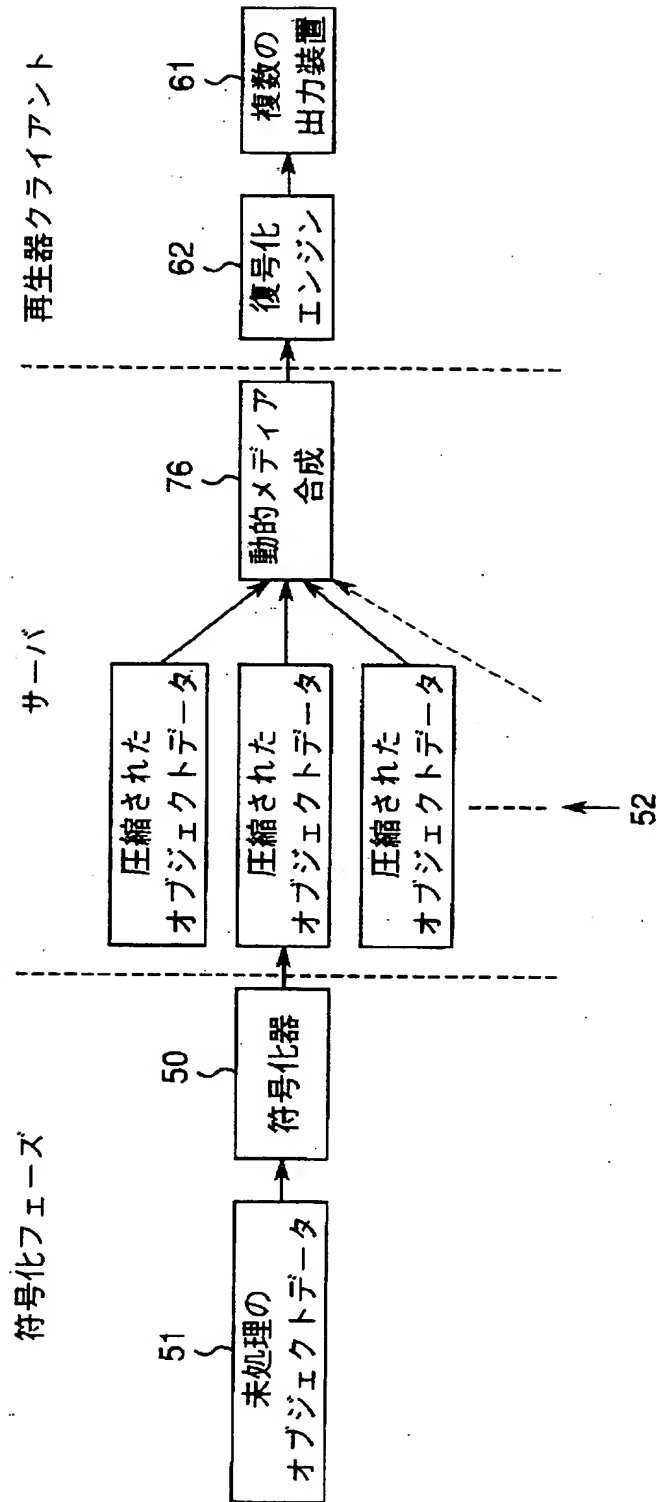 符号化フェーズ
サーバ
再生器クライアント
51
未処理の
オブジェクトデータ
50
符号化器
圧縮された
オブジェクトデータ
圧縮された
オブジェクトデータ
圧縮された
オブジェクトデータ
52
76
動的メディア
合成
62
復号化
エンジン
61
複数の
出力装置